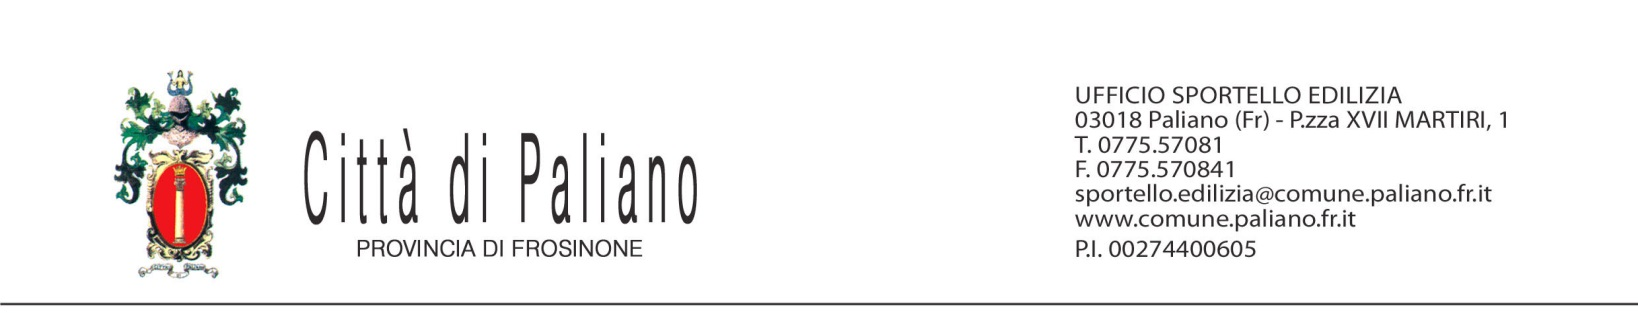 Città di Paliano
PROVINCIA DI FROSINONE
UFFICIO SPORTELLO EDILIZIA
03018 Paliano (Fr) - P.zza XVII MARTIRI, 1
T. 0775.57081
F. 0775.570841
sportello.edilizia@comune.paliano.fr.it
www.comune.paliano.fr.it
P.I. 00274400605